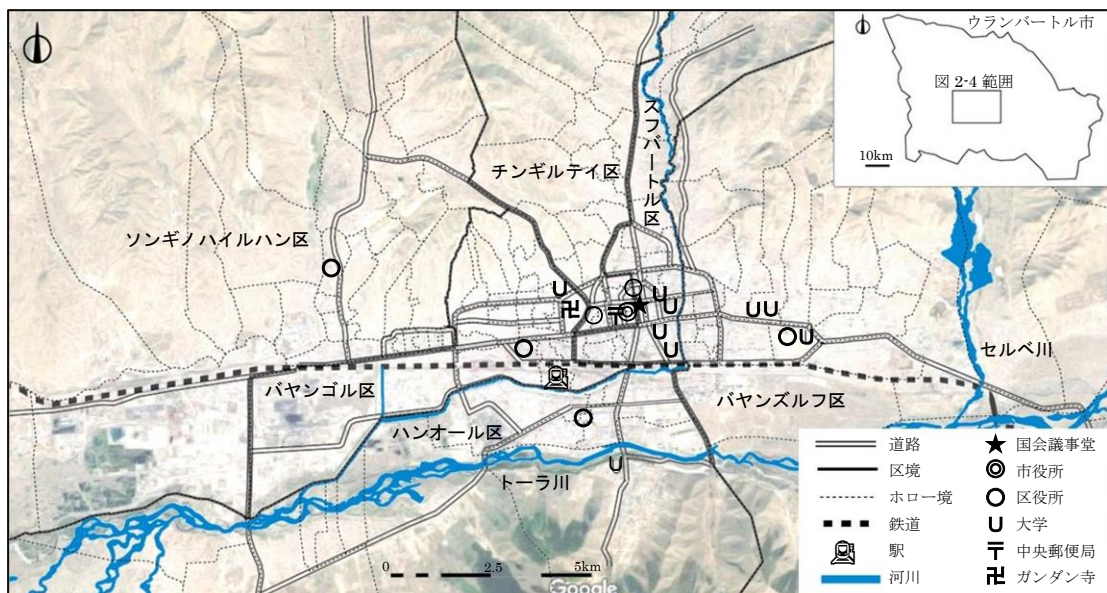 ウランバートル市
図 2-4 範囲
10km
スフバートル区
チンギルテイ区
ソンギノハイルハン区
U
卍
〒
U
U
U
U
U
UU
U
セルベ川
バヤンゴル区
バヤンズルフ区
ハンオール区
トーラ川
U
0
2.5
5km
Google
道路
区境
ホロー境
鉄道
駅
河川
★ 国会議事堂
◎ 市役所
○ 区役所
U 大学
〒 中央郵便局
卍 ガンダン寺